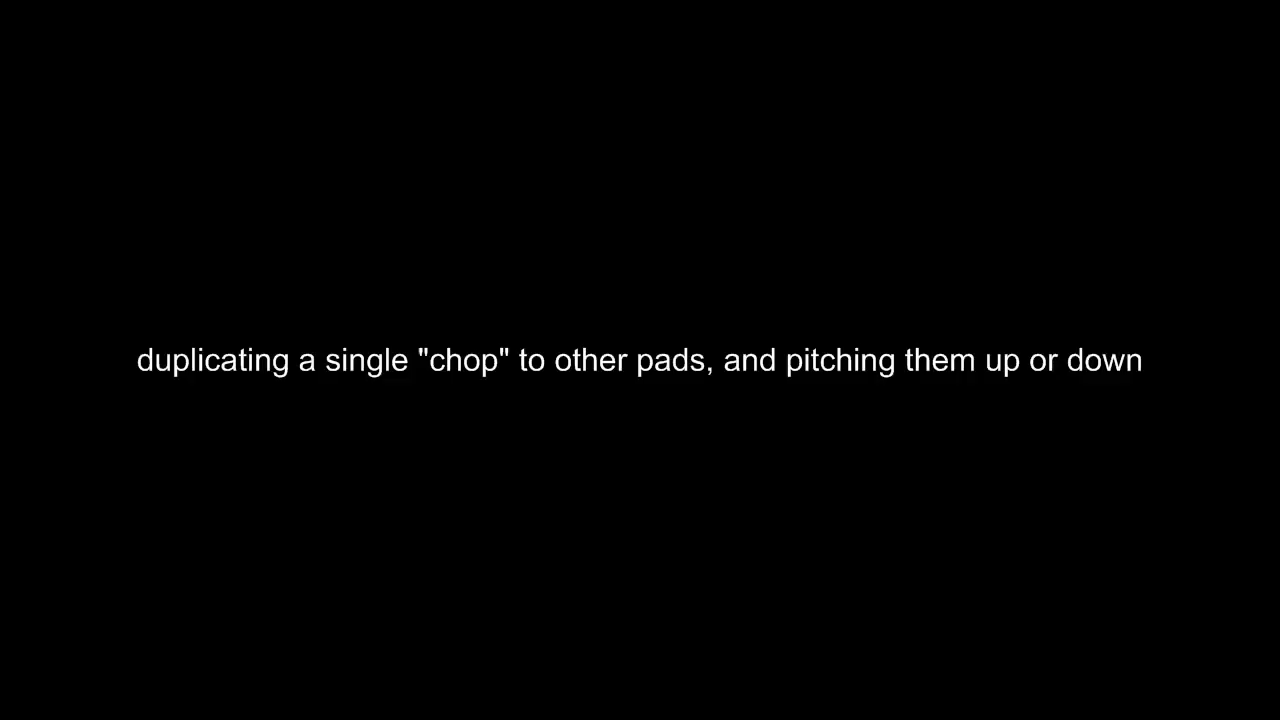 duplicating a single "chop" to other pads, and pitching them up or down